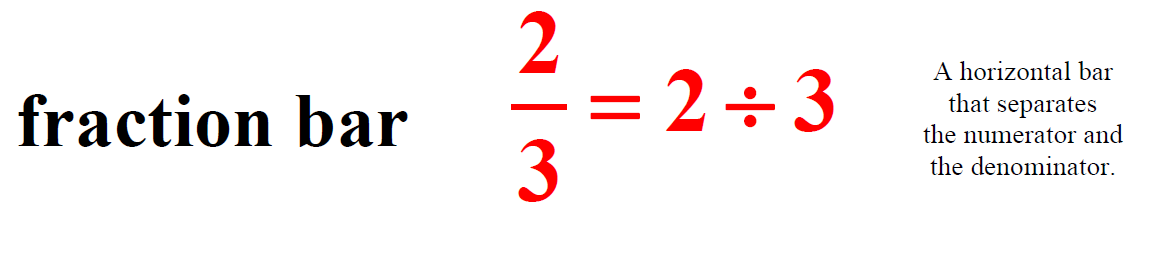 fraction bar
2
3
= 2 ÷ 3
A horizontal bar
that separates
the numerator and
the denominator.